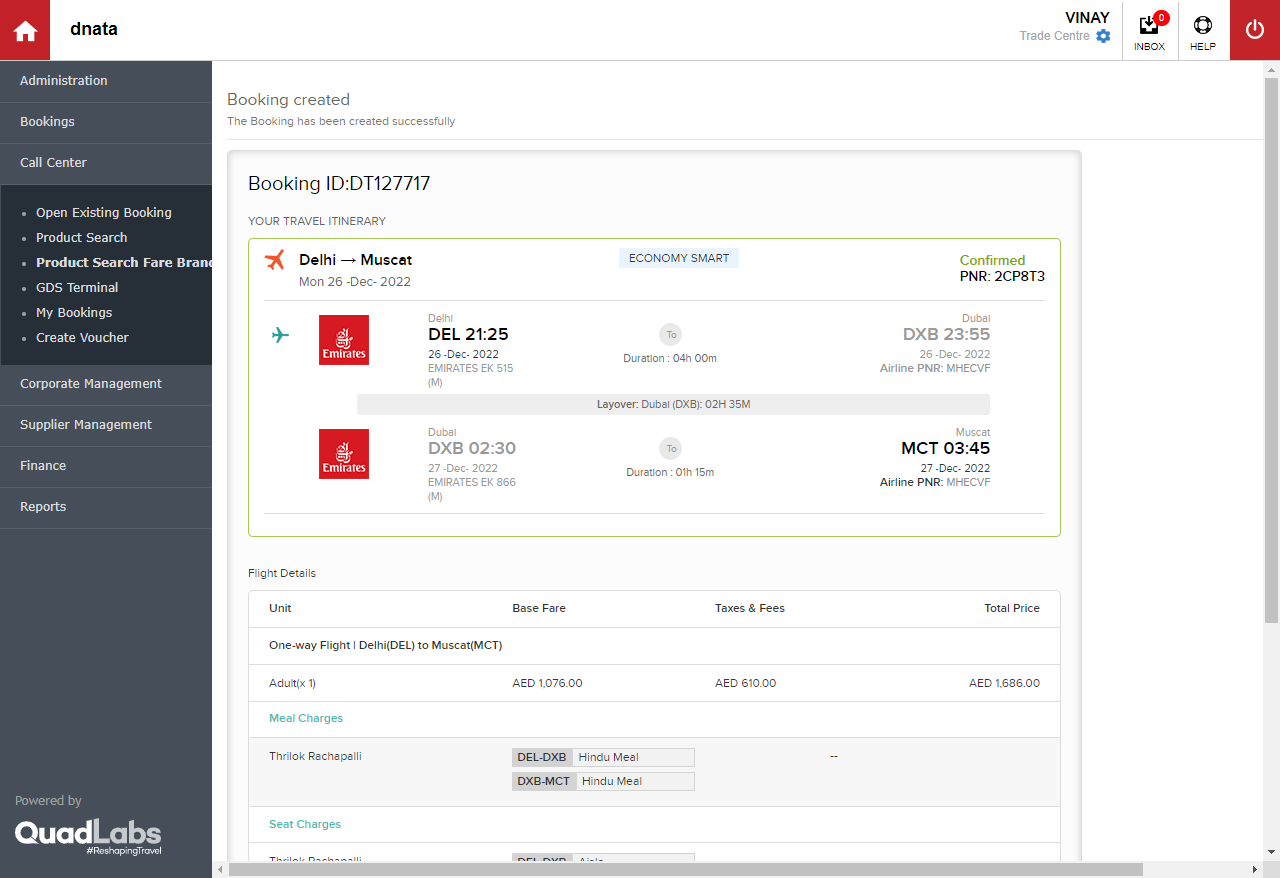 dnata
VINAY
Trade Centre
0
INBOX
HELP
Administration
Bookings
Call Center
Open Existing Booking
Product Search
Product Search Fare Brand
GDS Terminal
My Bookings
Create Voucher
Corporate Management
Supplier Management
Finance
Reports
Powered by
QuadLabs
#ReshapingTravel
Booking created
The Booking has been created successfully
Booking ID:DT127717
YOUR TRAVEL ITINERARY
Delhi → Muscat
ECONOMY SMART
Confirmed
Mon 26 -Dec- 2022
PNR: 2CP8T3
Delhi
Dubai
Emirates
DEL 21:25
To
DXB 23:55
26 -Dec- 2022
Duration : 04h 00m
26 -Dec- 2022
EMIRATES EK 515
Airline PNR: MHECVF
(M)
Layover: Dubai (DXB): 02H 35M
Dubai
Muscat
Emirates
DXB 02:30
To
MCT 03:45
27 -Dec- 2022
Duration : 01h 15m
27 -Dec- 2022
EMIRATES EK 866
Airline PNR: MHECVF
(M)
Flight Details
Unit Base Fare Taxes & Fees Total Price
One-way Flight | Delhi(DEL) to Muscat(MCT)
Adult(x 1) AED 1,076.00 AED 610.00 AED 1,686.00
Meal Charges
Thrilok Rachapalli DEL-DXB Hindu Meal --
DXB-MCT Hindu Meal
Seat Charges
Thrilok Rachapalli DEL-DXB Aisle